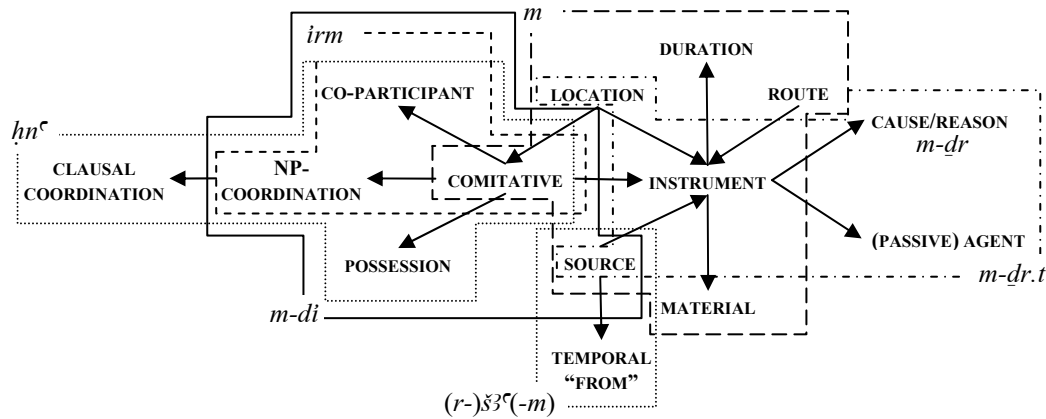 m
irm
DURATION
CO-PARTICIPANT
LOCATION
ROUTE
CAUSE/REASON
m-ḏr
ḥnꜥ
CLAUSAL
COORDINATION
NP-
COORDINATION
COMITATIVE
INSTRUMENT
(PASSIVE) AGENT
POSSESSION
SOURCE
m-ḏr.t
m-di
MATERIAL
TEMPORAL
“FROM”
(r-)šꜣꜥ(-m)